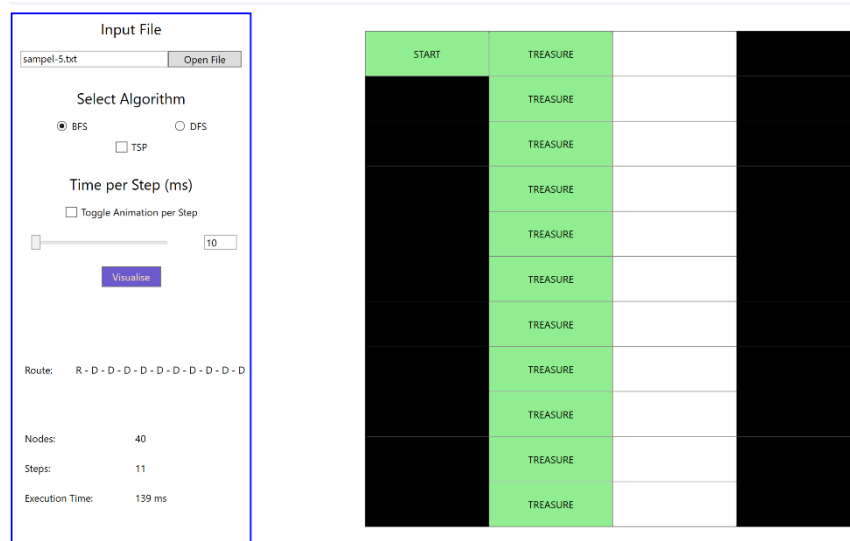 Input File
sampel-5.txt
Open File
Select Algorithm
BFS
DFS
TSP
Time per Step (ms)
Toggle Animation per Step
10
Visualise
Route: R - D - D - D - D - D - D - D - D - D - D
Nodes: 40
Steps: 11
Execution Time: 139 ms
START TREASURE
TREASURE
TREASURE
TREASURE
TREASURE
TREASURE
TREASURE
TREASURE
TREASURE
TREASURE
TREASURE